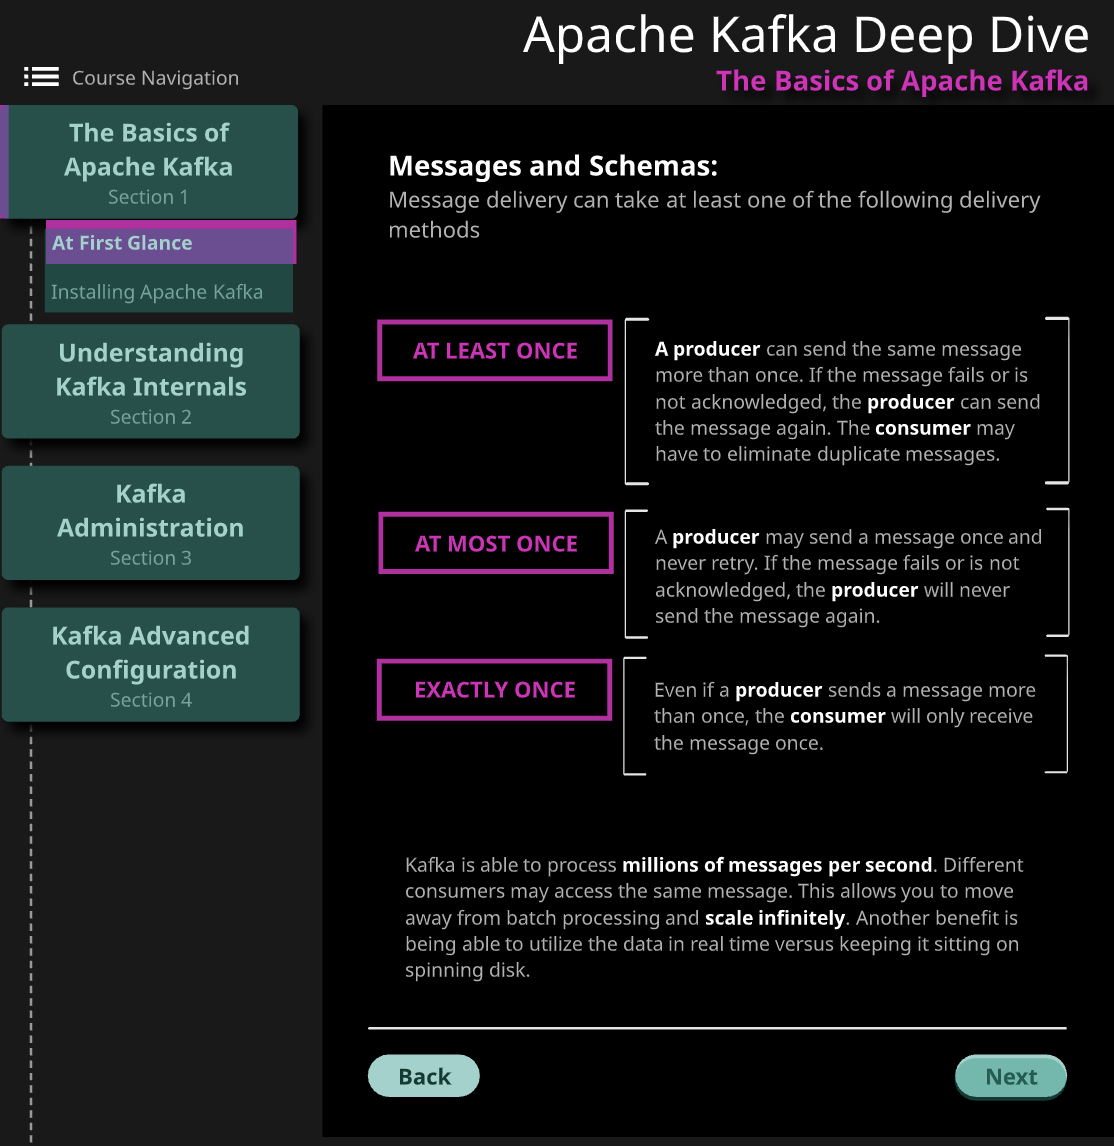 Apache Kafka Deep Dive
Course Navigation
The Basics of Apache Kafka
The Basics of
Apache Kafka
Section 1
At First Glance
Installing Apache Kafka
Understanding
Kafka Internals
Section 2
Kafka
Administration
Section 3
Kafka Advanced
Configuration
Section 4
Messages and Schemas:
Message delivery can take at least one of the following delivery
methods
AT LEAST ONCE
A producer can send the same message
more than once. If the message fails or is
not acknowledged, the producer can send
the message again. The consumer may
have to eliminate duplicate messages.
AT MOST ONCE
A producer may send a message once and
never retry. If the message fails or is not
acknowledged, the producer will never
send the message again.
EXACTLY ONCE
Even if a producer sends a message more
than once, the consumer will only receive
the message once.
Kafka is able to process millions of messages per second. Different
consumers may access the same message. This allows you to move
away from batch processing and scale infinitely. Another benefit is
being able to utilize the data in real time versus keeping it sitting on
spinning disk.
Back
Next